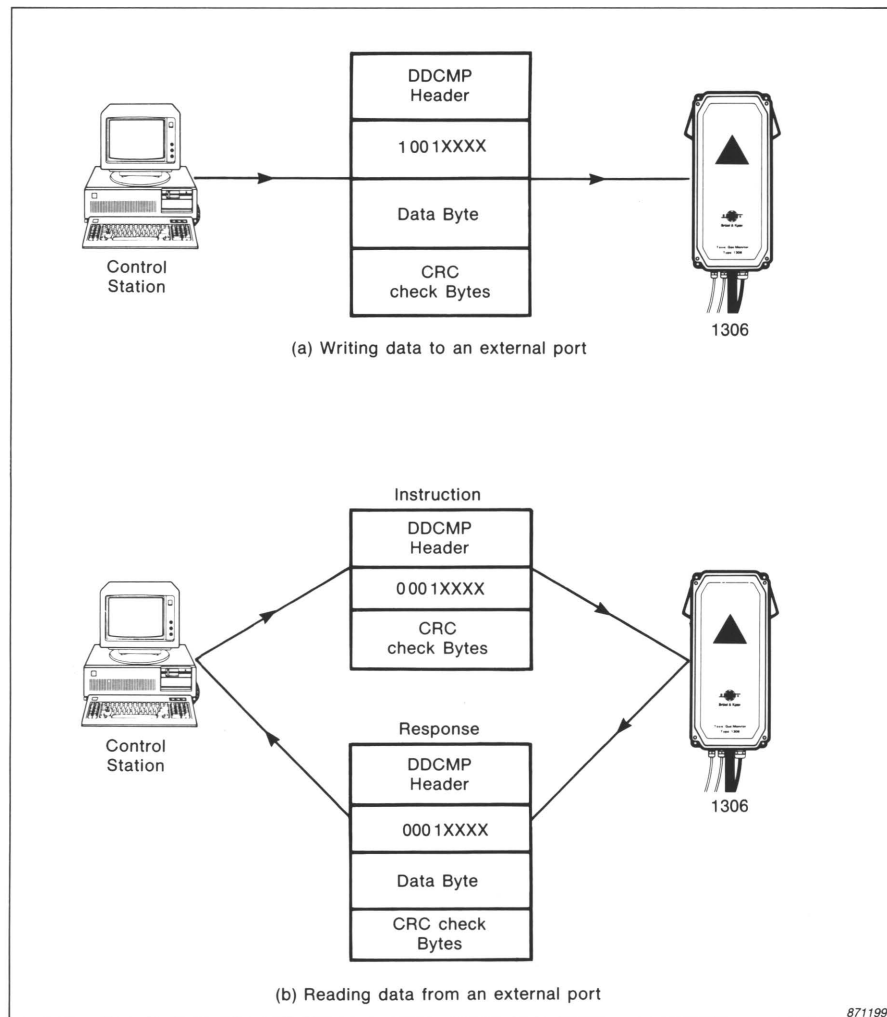 DDCMP
Header
1001XXXX
Data Byte
CRC
check Bytes
Control
Station
1306
(a) Writing data to an external port
Instruction
DDCMP
Header
0001XXXX
CRC
check Bytes
Control
Station
1306
Response
DDCMP
Header
0001XXXX
Data Byte
CRC check
Bytes
(b) Reading data from an external port
871199